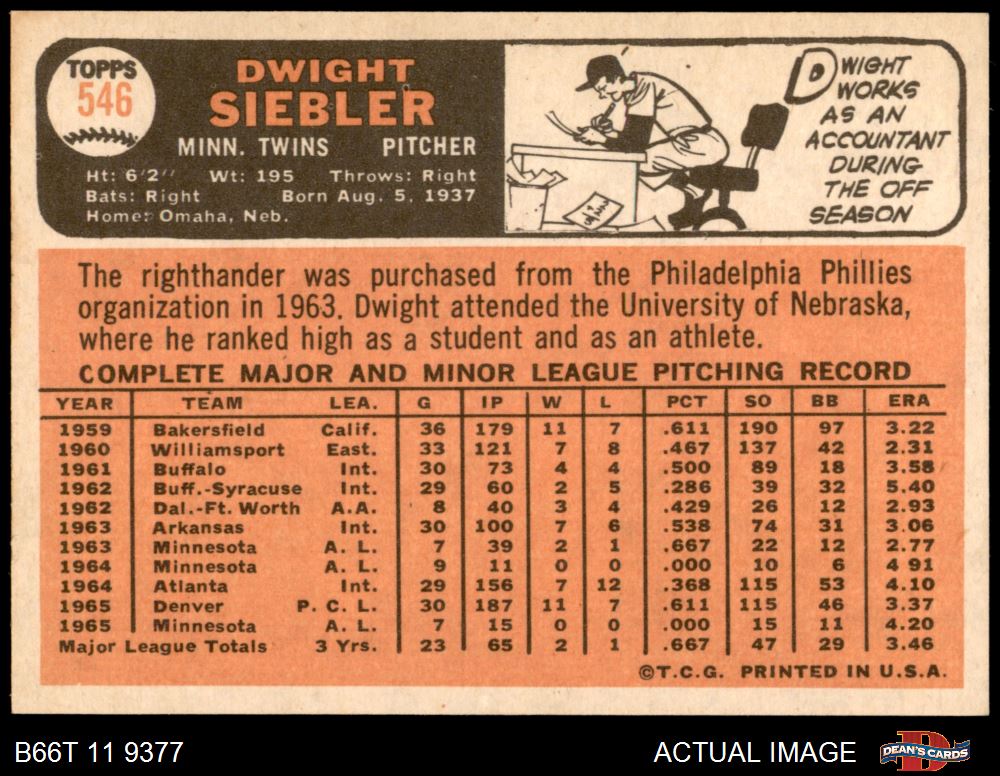 TOPPS
546
DWIGHT
SIEBLER
MINN. TWINS PITCHER
Ht: 6'2" Wt: 195 Throws: Right
Bats: Right Born Aug. 5, 1937
Home: Omaha, Neb.
DWIGHT
WORKS
AS AN
ACCOUNTANT
DURING
THE OFF
SEASON
The righthander was purchased from the Philadelphia Phillies
organization in 1963. Dwight attended the University of Nebraska,
where he ranked high as a student and as an athlete.
COMPLETE MAJOR AND MINOR LEAGUE PITCHING RECORD
YEAR TEAM LEA. G IP W L PCT SO BB ERA
1959 Bakersfield Calif. 36 179 11 7 .611 190 97 3.22
1960 Williamsport East. 33 121 7 8 .467 137 42 2.31
1961 Buffalo Int. 30 73 4 4 .500 89 18 3.58
1962 Buff.-Syracuse Int. 29 60 2 5 .286 39 32 5.40
1962 Dal.-Ft. Worth A.A. 8 40 3 4 .429 26 12 2.93
1963 Arkansas Int. 30 100 7 6 .538 74 31 3.06
1963 Minnesota A. L. 7 39 2 1 .667 22 12 2.77
1964 Minnesota A. L. 9 11 0 0 .000 10 6 4 91
1964 Atlanta Int. 29 156 7 12 .368 115 53 4.10
1965 Denver P. C. L. 30 187 11 7 .611 115 46 3.37
1965 Minnesota A. L. 7 15 0 0 .000 15 11 4.20
Major League Totals 3 Yrs. 23 65 2 1 .667 47 29 3.46
©T.C.G. PRINTED IN U.S.A.
B66T 11 9377 ACTUAL IMAGE DEAN'S CARDS